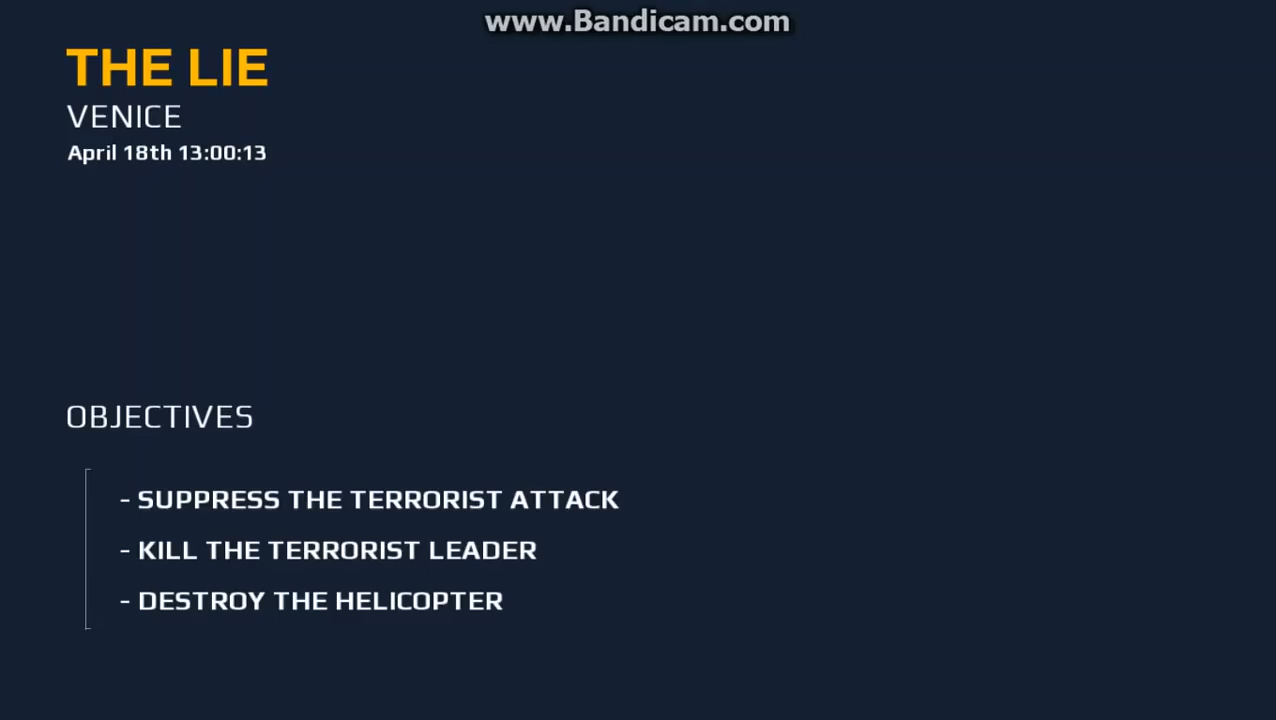 www.Bandicam.com
THE LIE
VENICE
April 18th 13:00:13
OBJECTIVES
- SUPPRESS THE TERRORIST ATTACK
- KILL THE TERRORIST LEADER
- DESTROY THE HELICOPTER